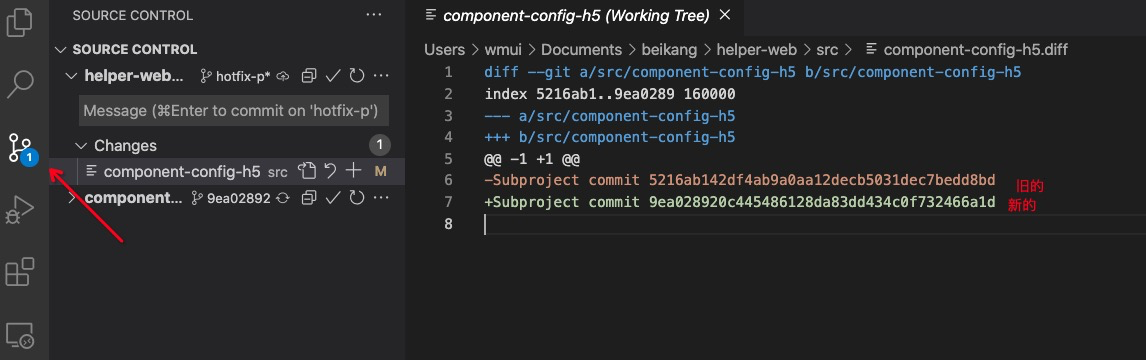 SOURCE CONTROL ...
SOURCE CONTROL
helper-web... hotfix-p* ...
Message (⌘Enter to commit on 'hotfix-p')
Changes 1
component-config-h5 src M
component... 9ea02892 ...
1
component-config-h5 (Working Tree)
Users > wmui > Documents > beikang > helper-web > src > component-config-h5.diff
1 diff --git a/src/component-config-h5 b/src/component-config-h5
2 index 5216ab1..9ea0289 160000
3 --- a/src/component-config-h5
4 +++ b/src/component-config-h5
5 @@ -1 +1 @@
6 -Subproject commit 5216ab142df4ab9a0aa12decb5031dec7bedd8bd 旧的
7 +Subproject commit 9ea028920c445486128da83dd434c0f732466a1d 新的
8